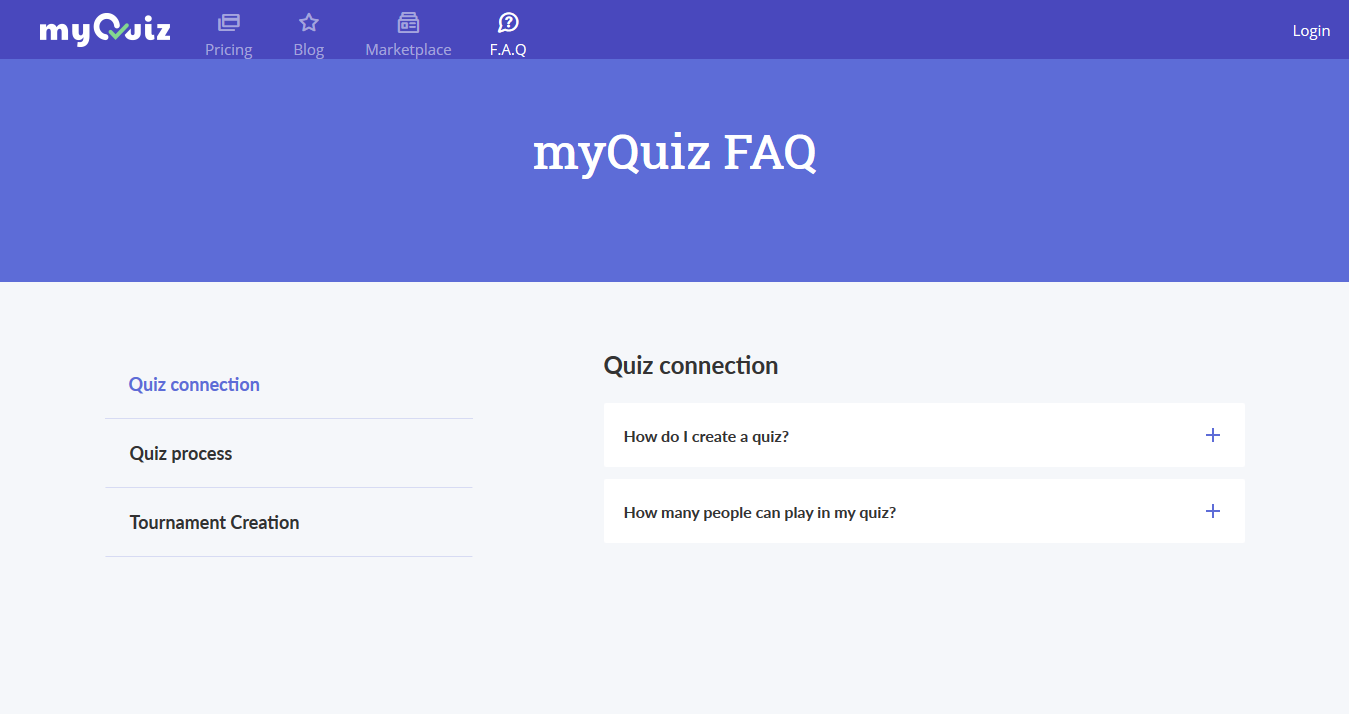 myQuiz
Pricing
Blog
Marketplace
F.A.Q
Login
myQuiz FAQ
Quiz connection
Quiz process
Tournament Creation
Quiz connection
How do I create a quiz?
How many people can play in my quiz?